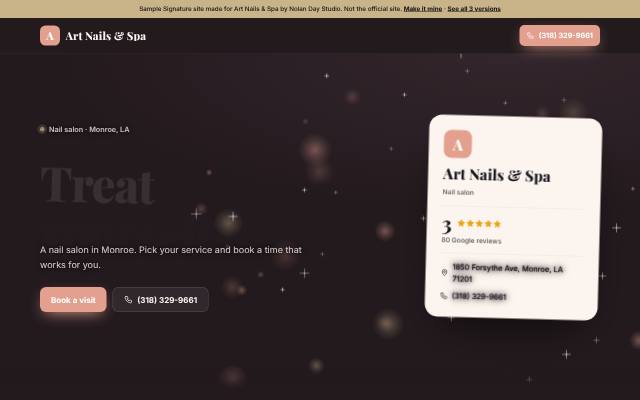 Sample Signature site made for Art Nails & Spa by Nolan Day Studio. Not the official site. Make it mine · See all 3 versions
A Art Nails & Spa
(318) 329-9661
Nail salon · Monroe, LA
Treat
A nail salon in Monroe. Pick your service and book a time that
works for you.
Book a visit
(318) 329-9661
A
Art Nails & Spa
Nail salon
3
80 Google reviews
1850 Forsythe Ave, Monroe, LA
71201
(318) 329-9661